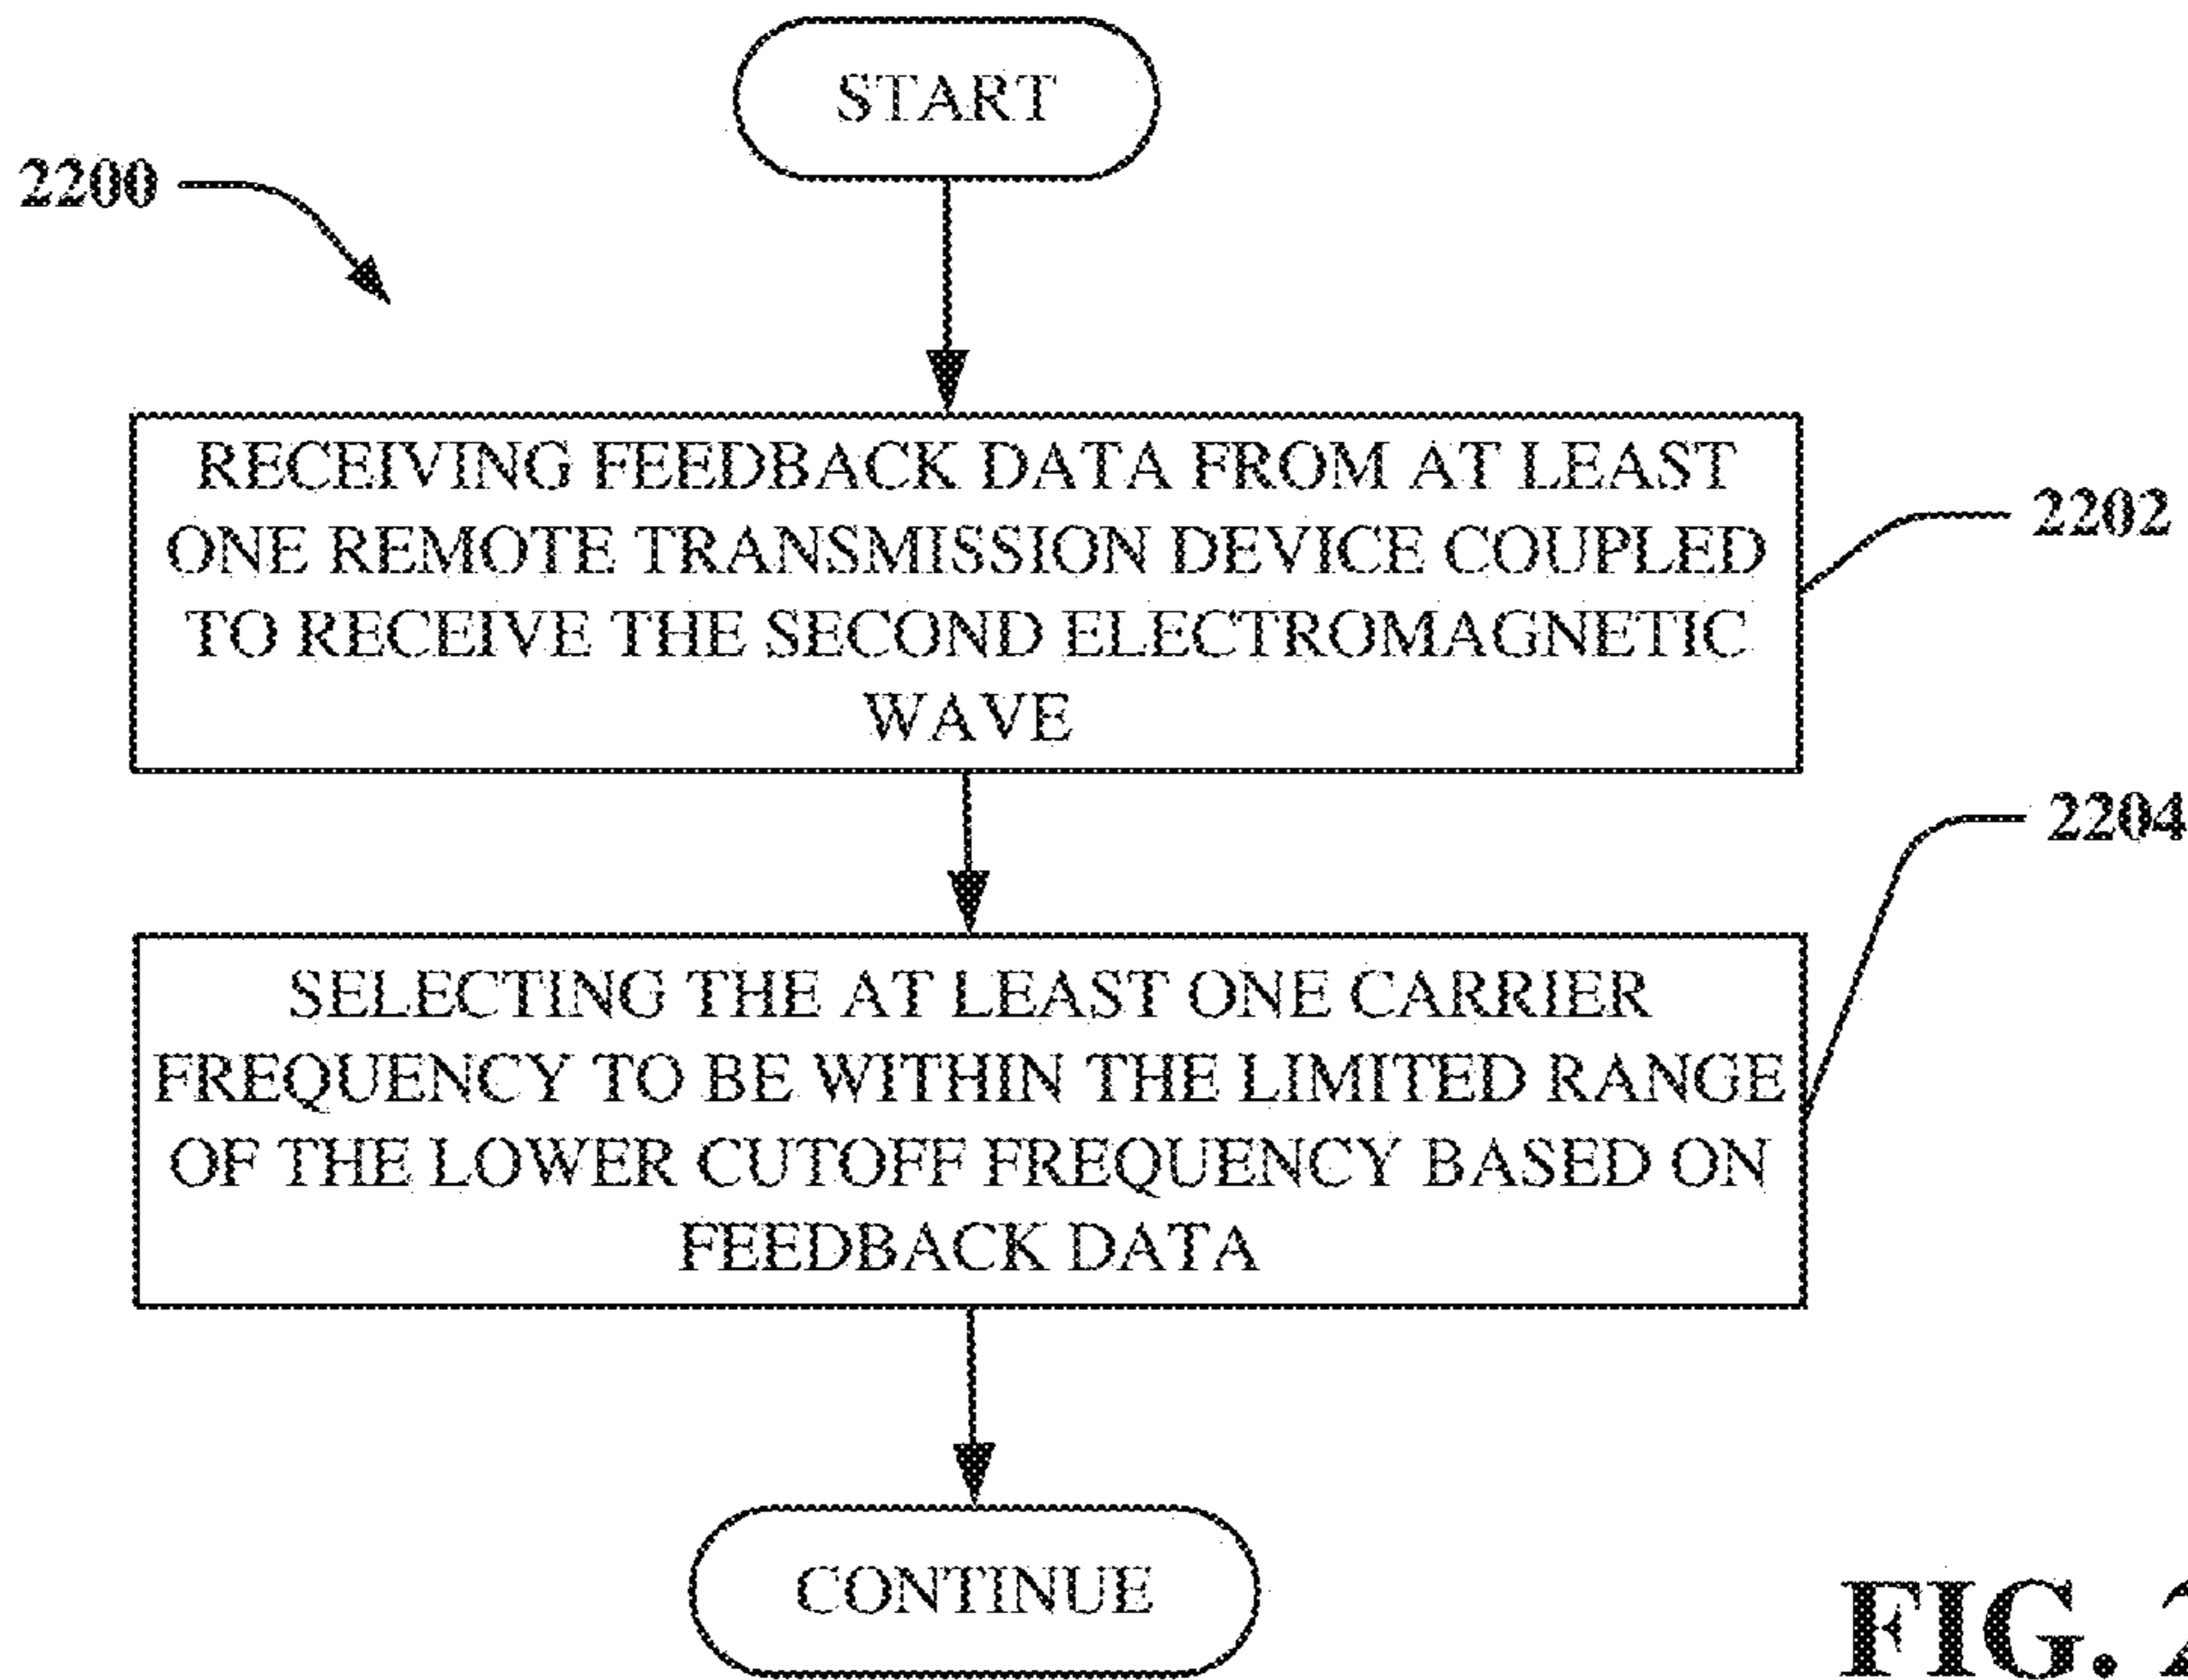 START
2200
RECEIVING FEEDBACK DATA FROM AT LEAST
ONE REMOTE TRANSMISSION DEVICE COUPLED
TO RECEIVE THE SECOND ELECTROMAGNETIC
WAVE
2202
2204
SELECTING THE AT LEAST ONE CARRIER
FREQUENCY TO BE WITHIN THE LIMITED RANGE
OF THE LOWER CUTOFF FREQUENCY BASED ON
FEEDBACK DATA
CONTINUE
FIG.